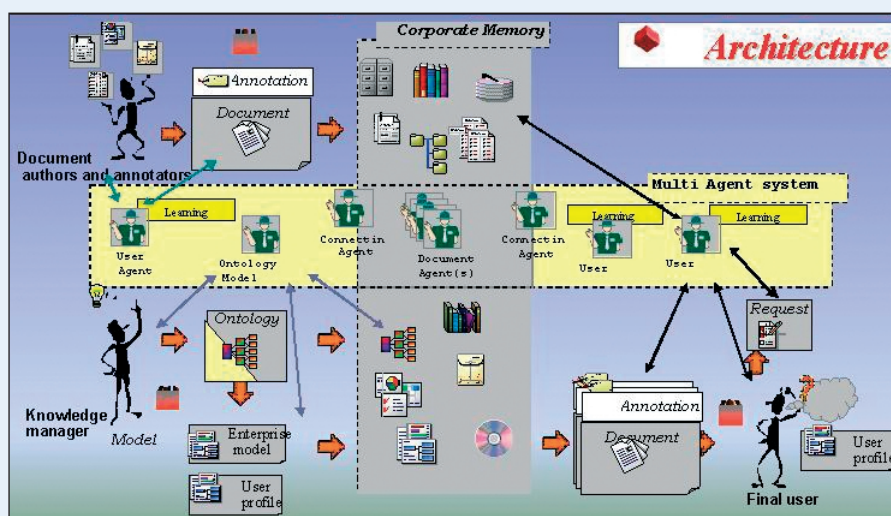 Corporate Memory
Architecture
Annotation
Document
Document
authors and annotators
Multi Agent system
Learning
Learning
Learning
User
Agent
Ontology
Model
Connectin
Agent
Document
Agent(s)
Connectin
Agent
User
User
Ontology
Request
Knowledge
manager
Model
Enterprise
model
User
profile
Annotation
Document
User
profile
Final user